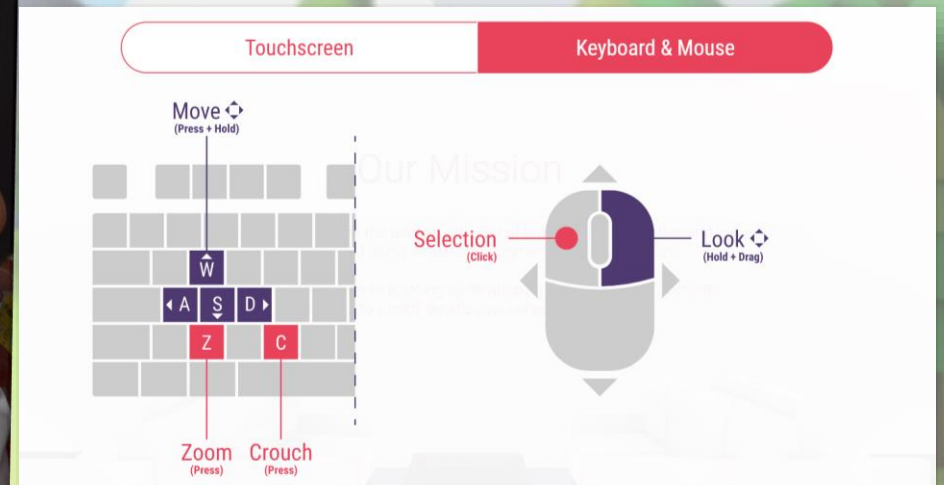 Touchscreen
Keyboard & Mouse
Move
(Press + Hold)
Our Mission
W
A S D
Z C
Selection
(Click)
Look
(Hold + Drag)
Zoom
(Press)
Crouch
(Press)